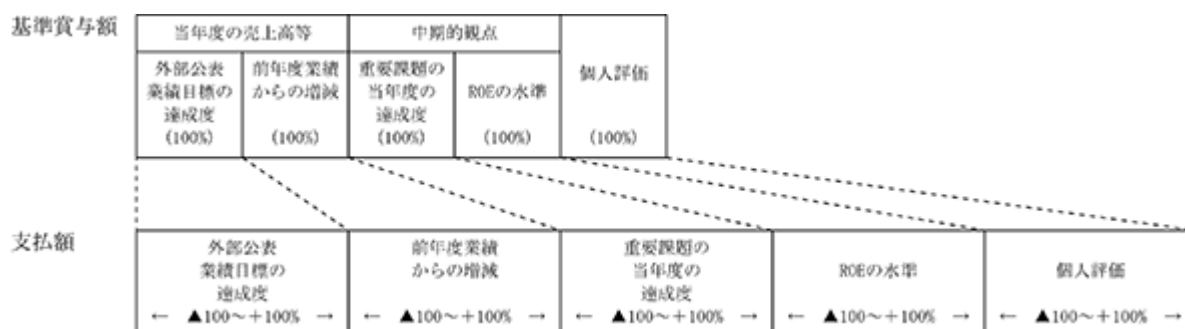 基準賞与額
当年度の売上高等
中期的観点
外部公表
業績目標の
達成度
(100%)
前年度業績
からの増減
(100%)
重要課題の
当年度の
達成度
(100%)
ROEの水準
(100%)
個人評価
(100%)
支払額
外部公表
業績目標の
達成度
← ▲100～+100% →
前年度業績
からの増減
← ▲100～+100% →
重要課題の
当年度の
達成度
← ▲100～+100% →
ROEの水準
← ▲100～+100% →
個人評価
← ▲100～+100% →